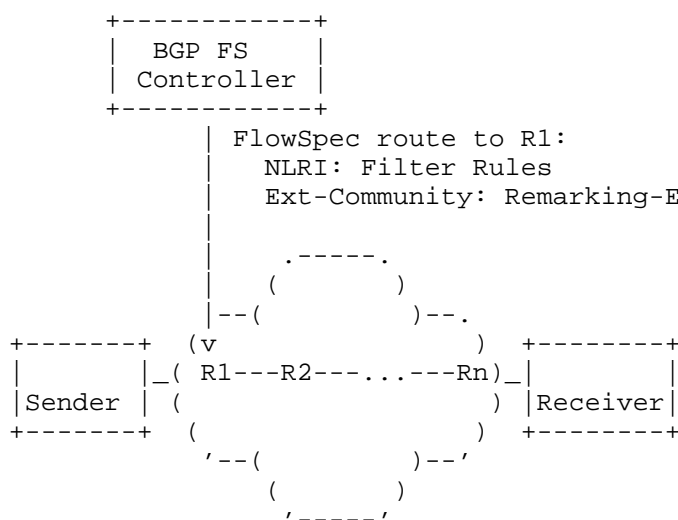 BGP FS
Controller
FlowSpec route to R1:
NLRI: Filter Rules
Ext-Community: Remarking-E
v
R1---R2---...---Rn
Sender
Receiver